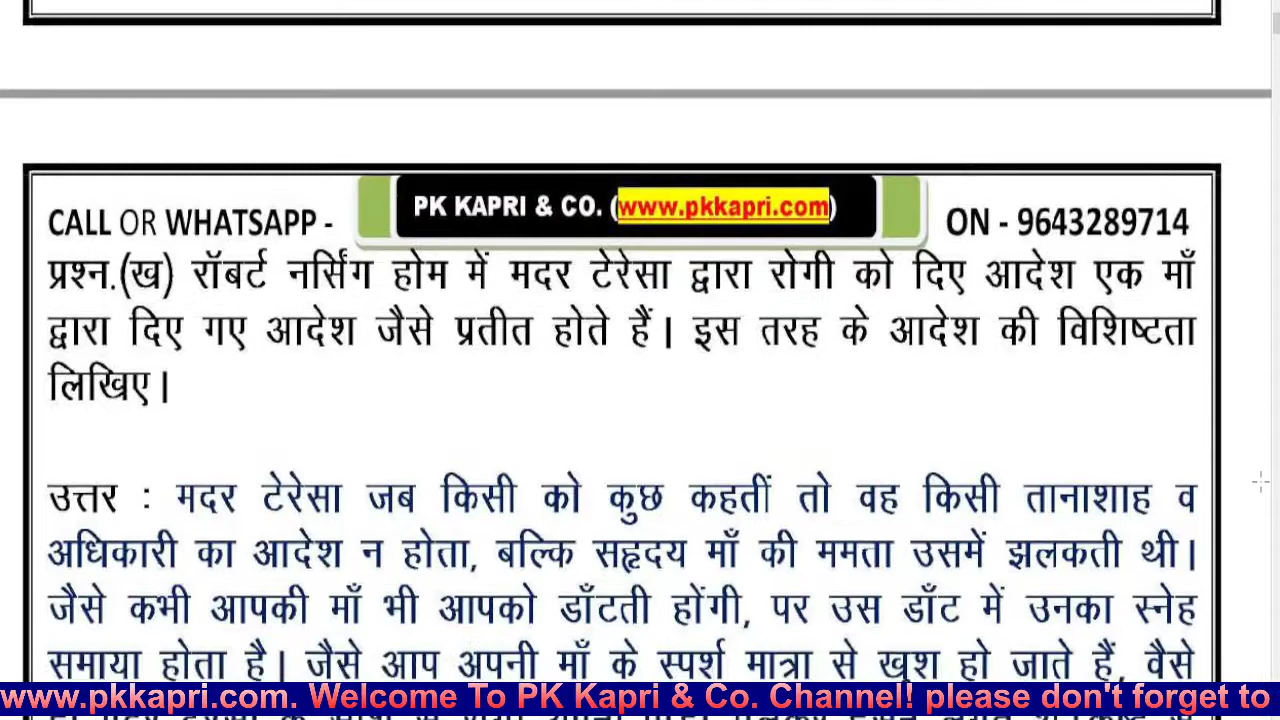 PK KAPRI & CO. (www.pkkapri.com)
CALL OR WHATSAPP - ON - 9643289714
प्रश्न.(ख) रॉबर्ट नर्सिंग होम में मदर टेरेसा द्वारा रोगी को दिए आदेश एक माँ
द्वारा दिए गए आदेश जैसे प्रतीत होते हैं। इस तरह के आदेश की विशिष्टता
लिखिए।
उत्तर : मदर टेरेसा जब किसी को कुछ कहतीं तो वह किसी तानाशाह व
अधिकारी का आदेश न होता, बल्कि सहृदय माँ की ममता उसमें झलकती थी।
जैसे कभी आपकी माँ भी आपको डाँटती होंगी, पर उस डाँट में उनका स्नेह
समाया होता है। जैसे आप अपनी माँ के स्पर्श मात्रा से खुश हो जाते हैं, वैसे
www.pkkapri.com. Welcome To PK Kapri & Co. Channel! please don't forget to